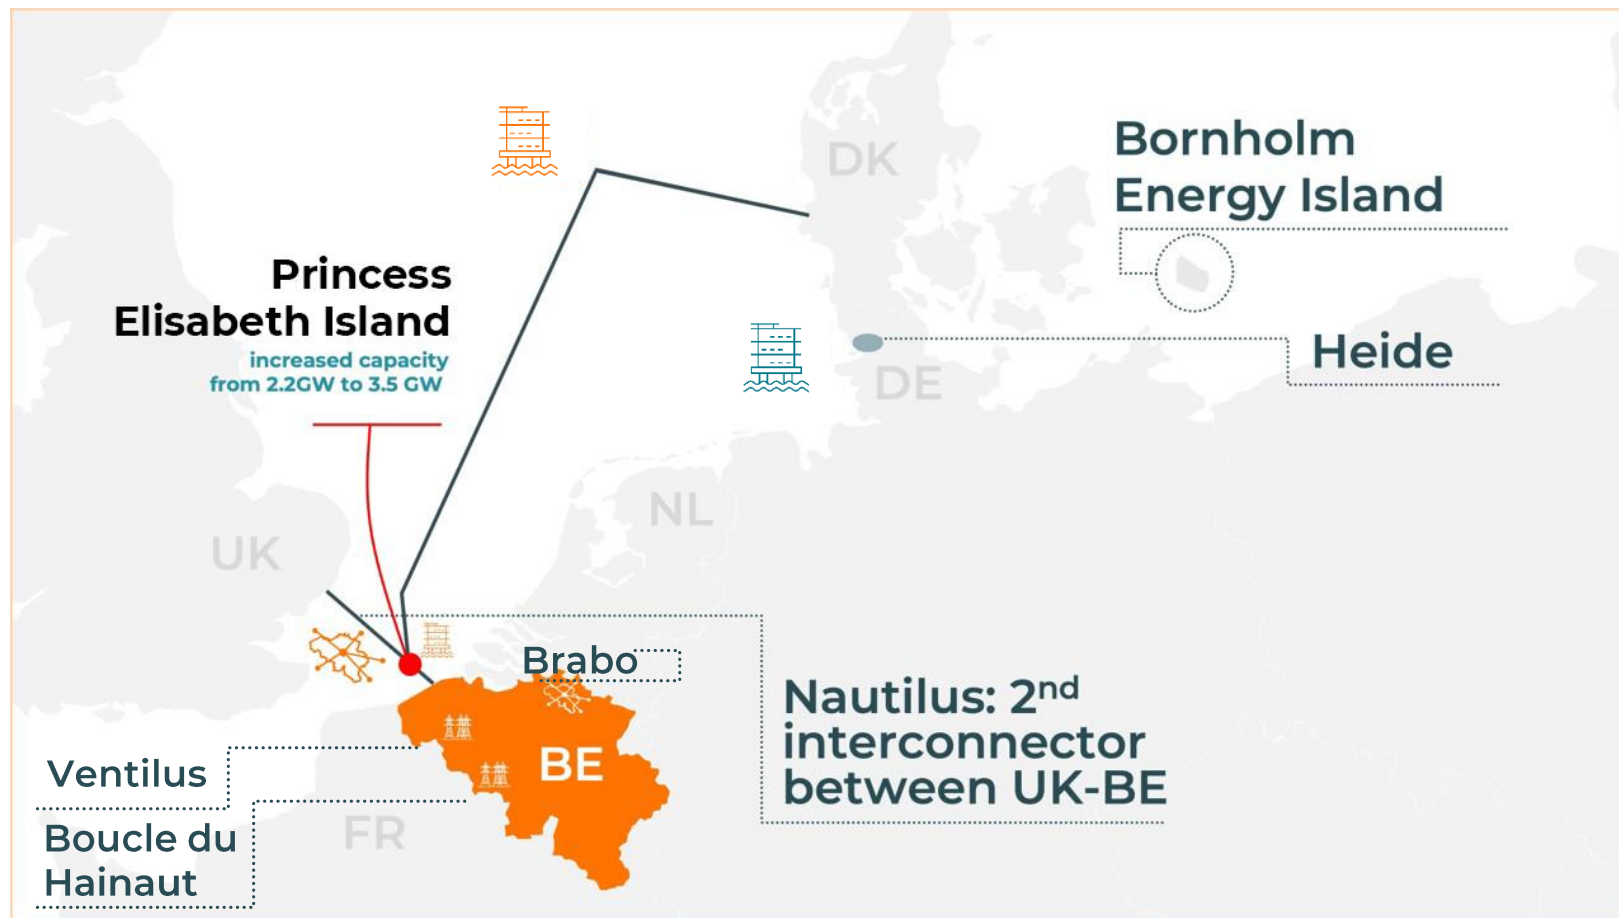 DK
Bornholm
Energy Island
Princess
Elisabeth Island
increased capacity
from 2.2GW to 3.5 GW
Heide
DE
NL
UK
Brabo
Nautilus: 2nd
interconnector
between UK-BE
BE
Ventilus
FR
Boucle du
Hainaut